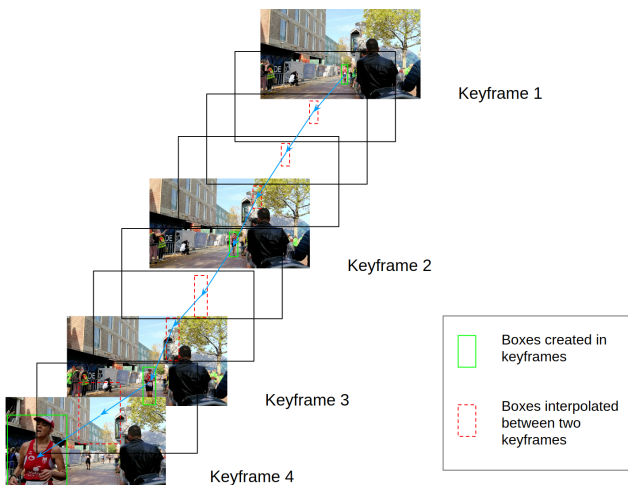 Keyframe 1
Keyframe 2
Boxes created in
keyframes
Boxes interpolated
between two
keyframes
Keyframe 3
Keyframe 4